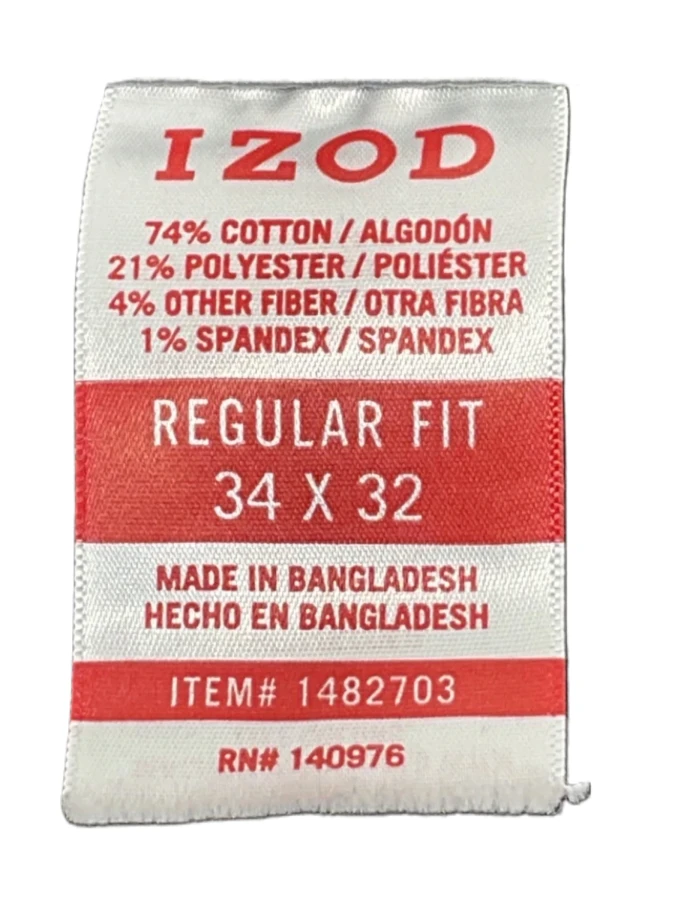 IZOD
74% COTTON / ALGODÓN
21% POLYESTER / POLIÉSTER
4% OTHER FIBER / OTRA FIBRA
1% SPANDEX / SPANDEX
REGULAR FIT
34 X 32
MADE IN BANGLADESH
HECHO EN BANGLADESH
ITEM# 1482703
RN# 140976